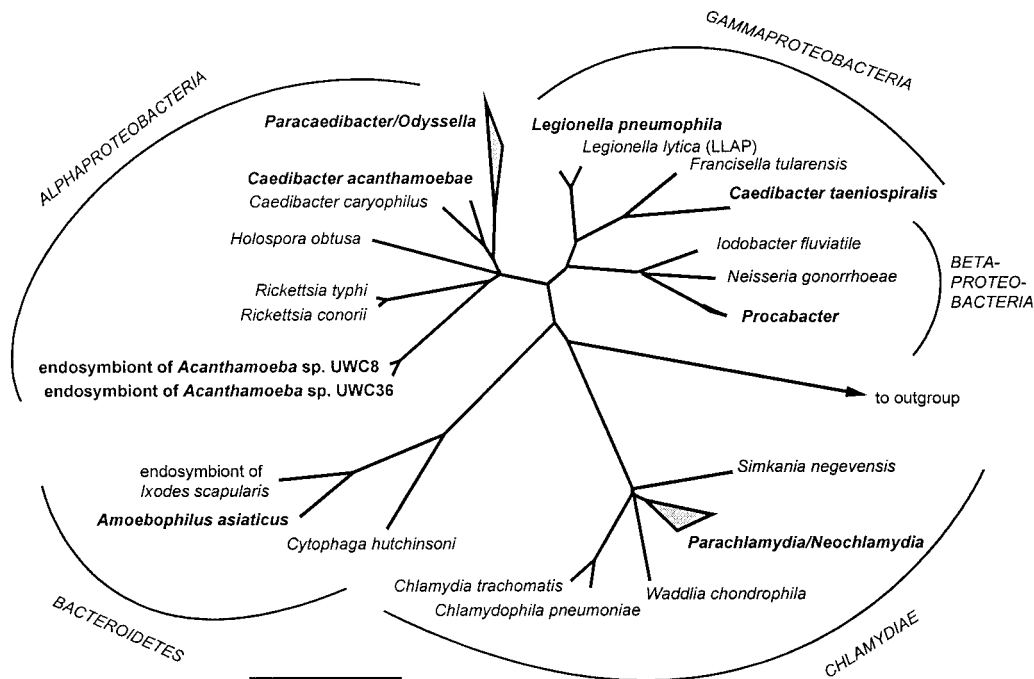 GAMMAPROTEOBACTERIA
ALPHAPROTEOBACTERIA
Paracaedibacter/Odyssella
Legionella pneumophila
Legionella lytica (LLAP)
Francisella tularensis
Caedibacter acanthamoebae
Caedibacter caryophilus
Caedibacter taeniospiralis
Holospora obtusa
Iodobacter fluviatile
Neisseria gonorrhoeae
BETA-
PROTEO-
BACTERIA
Rickettsia typhi
Rickettsia conorii
Procabacter
endosymbiont of Acanthamoeba sp. UWC8
endosymbiont of Acanthamoeba sp. UWC36
to outgroup
endosymbiont of
Ixodes scapularis
Simkania negevensis
Amoebophilus asiaticus
Cytophaga hutchinsoni
Parachlamydia/Neochlamydia
Chlamydia trachomatis
Chlamydophila pneumoniae
Waddlia chondrophila
BACTEROIDETES
CHLAMYDIAE